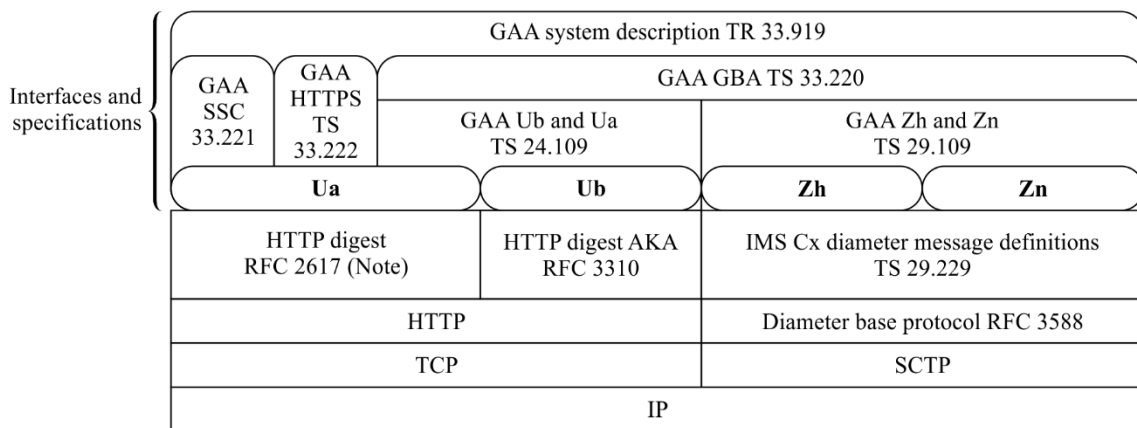 GAA system description TR 33.919
Interfaces and
specifications
GAA
SSC
33.221
GAA
HTTPS
TS
33.222
GAA GBA TS 33.220
GAA Ub and Ua
TS 24.109
GAA Zh and Zn
TS 29.109
Ua
Ub
Zh
Zn
HTTP digest
RFC 2617 (Note)
HTTP digest AKA
RFC 3310
IMS Cx diameter message definitions
TS 29.229
HTTP
Diameter base protocol RFC 3588
TCP
SCTP
IP